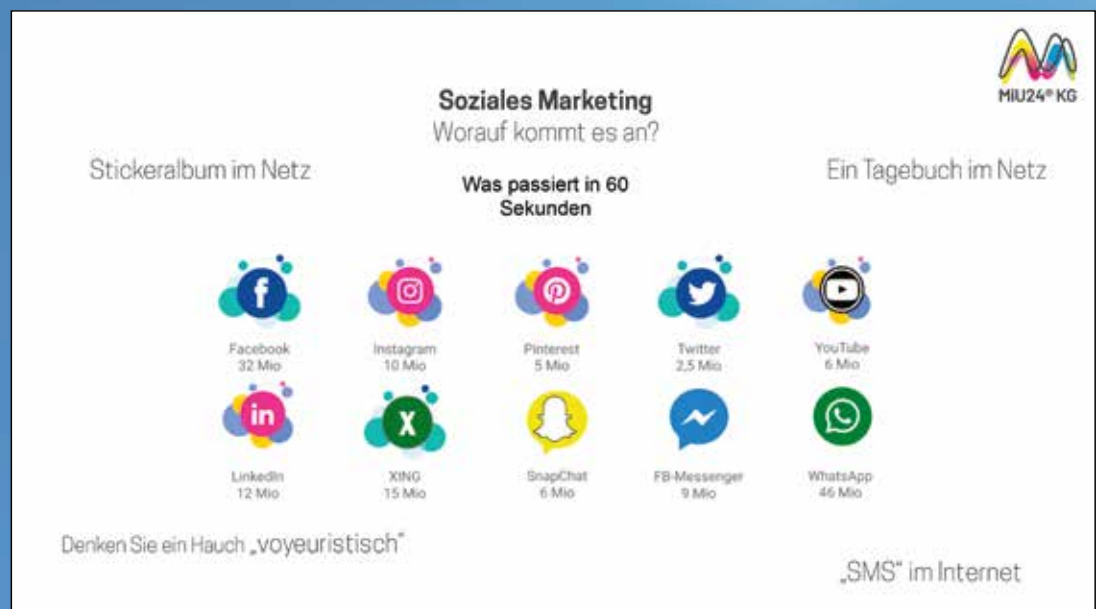 MIU24® KG
Soziales Marketing
Worauf kommt es an?
Stickeralbum im Netz
Ein Tagebuch im Netz
Was passiert in 60
Sekunden
Facebook
32 Mio
Instagram
10 Mio
Pinterest
5 Mio
Twitter
2,5 Mio
YouTube
6 Mio
LinkedIn
12 Mio
XING
15 Mio
SnapChat
6 Mio
FB-Messenger
9 Mio
WhatsApp
46 Mio
Denken Sie ein Hauch „voyeuristisch“
„SMS“ im Internet